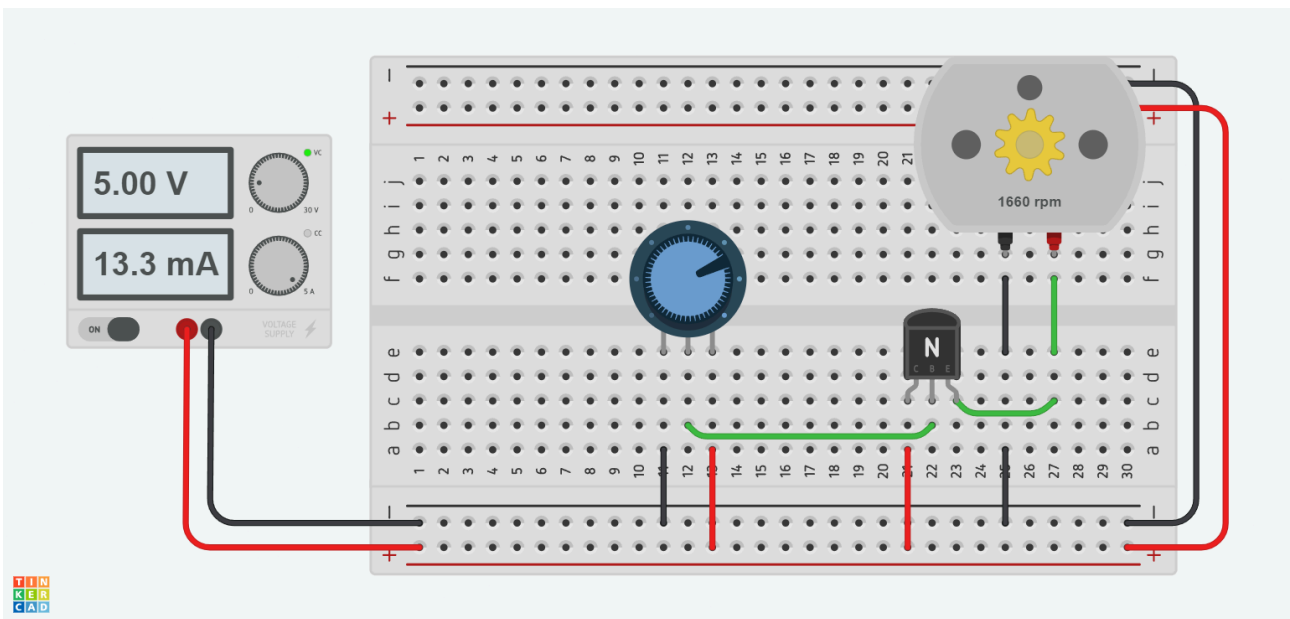 5.00 V
VC
0
30 V
13.3 mA
CC
0
5 A
ON
VOLTAGE
SUPPLY
− −
+ +
1 2 3 4 5 6 7 8 9 10 11 12 13 14 15 16 17 18 19 20 21
1660 rpm
j j
i i
h h
g g
f f
N
C B E
e e
d d
c c
b b
a a
1 2 3 4 5 6 7 8 9 10 11 12 13 14 15 16 17 18 19 20 21 22 23 24 25 26 27 28 29 30
− −
+ +
TIN
KER
CAD